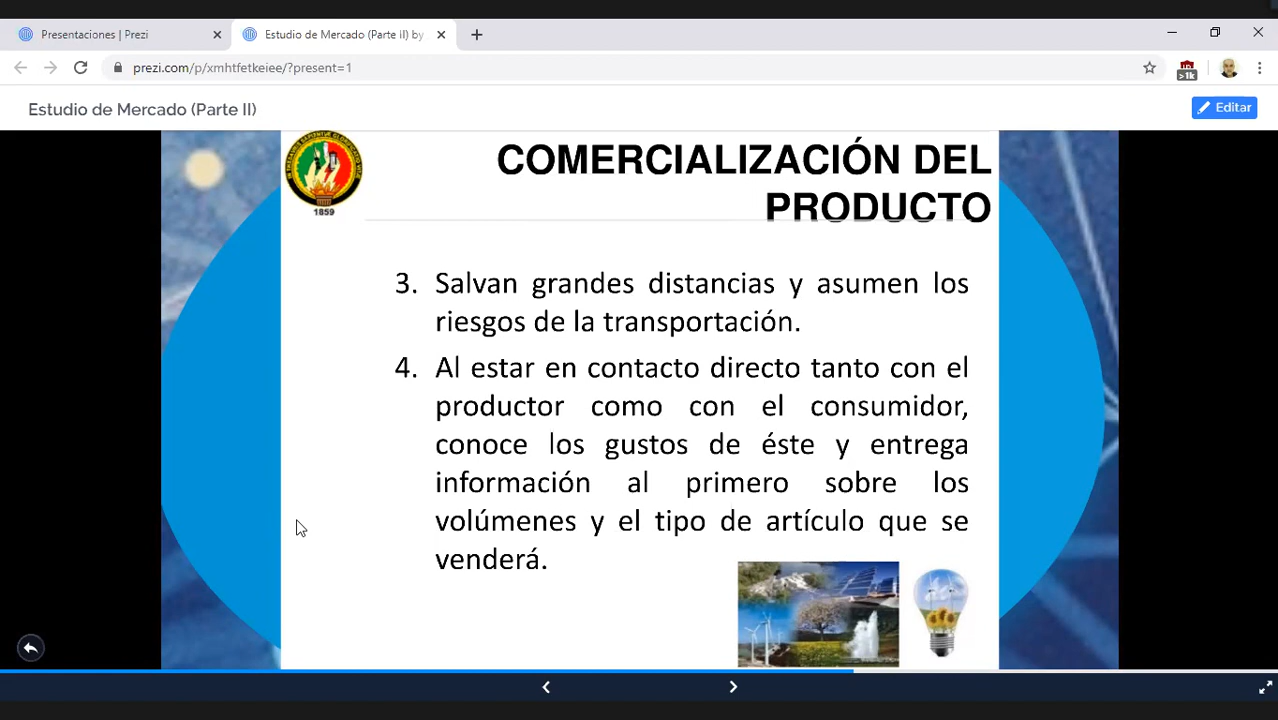 Presentaciones | Prezi
Estudio de Mercado (Parte iI) by
prezi.com/p/xmhtfetkeiee/?present=1
>1k
Estudio de Mercado (Parte II)
Editar
1859
COMERCIALIZACIÓN DEL
PRODUCTO
3. Salvan grandes distancias y asumen los
riesgos de la transportación.
4. Al estar en contacto directo tanto con el
productor como con el consumidor,
conoce los gustos de éste y entrega
información al primero sobre los
volúmenes y el tipo de artículo que se
venderá.